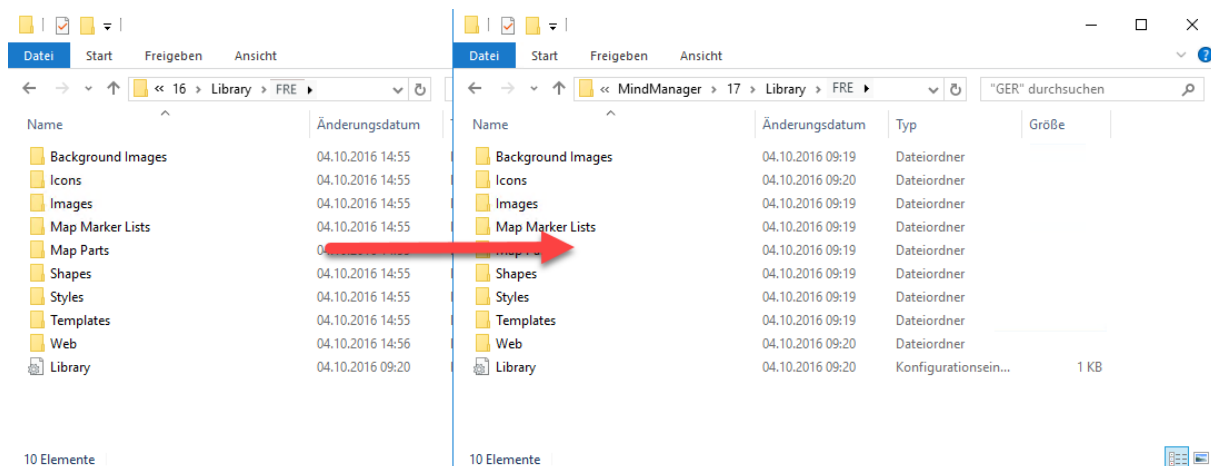 Datei Start Freigeben Ansicht
« 16 › Library › FRE
Name Änderungsdatum
Background Images 04.10.2016 14:55
Icons 04.10.2016 14:55
Images 04.10.2016 14:55
Map Marker Lists 04.10.2016 14:55
Map Parts
Shapes 04.10.2016 14:55
Styles 04.10.2016 14:55
Templates 04.10.2016 14:55
Web 04.10.2016 14:56
Library 04.10.2016 09:20
10 Elemente
Datei Start Freigeben Ansicht
« MindManager › 17 › Library › FRE "GER" durchsuchen
Name Änderungsdatum Typ Größe
Background Images 04.10.2016 09:19 Dateiordner
Icons 04.10.2016 09:20 Dateiordner
Images 04.10.2016 09:19 Dateiordner
Map Marker Lists 04.10.2016 09:19 Dateiordner
04.10.2016 09:19 Dateiordner
Shapes 04.10.2016 09:19 Dateiordner
Styles 04.10.2016 09:19 Dateiordner
Templates 04.10.2016 09:19 Dateiordner
Web 04.10.2016 09:20 Dateiordner
Library 04.10.2016 09:20 Konfigurationsein... 1 KB
10 Elemente